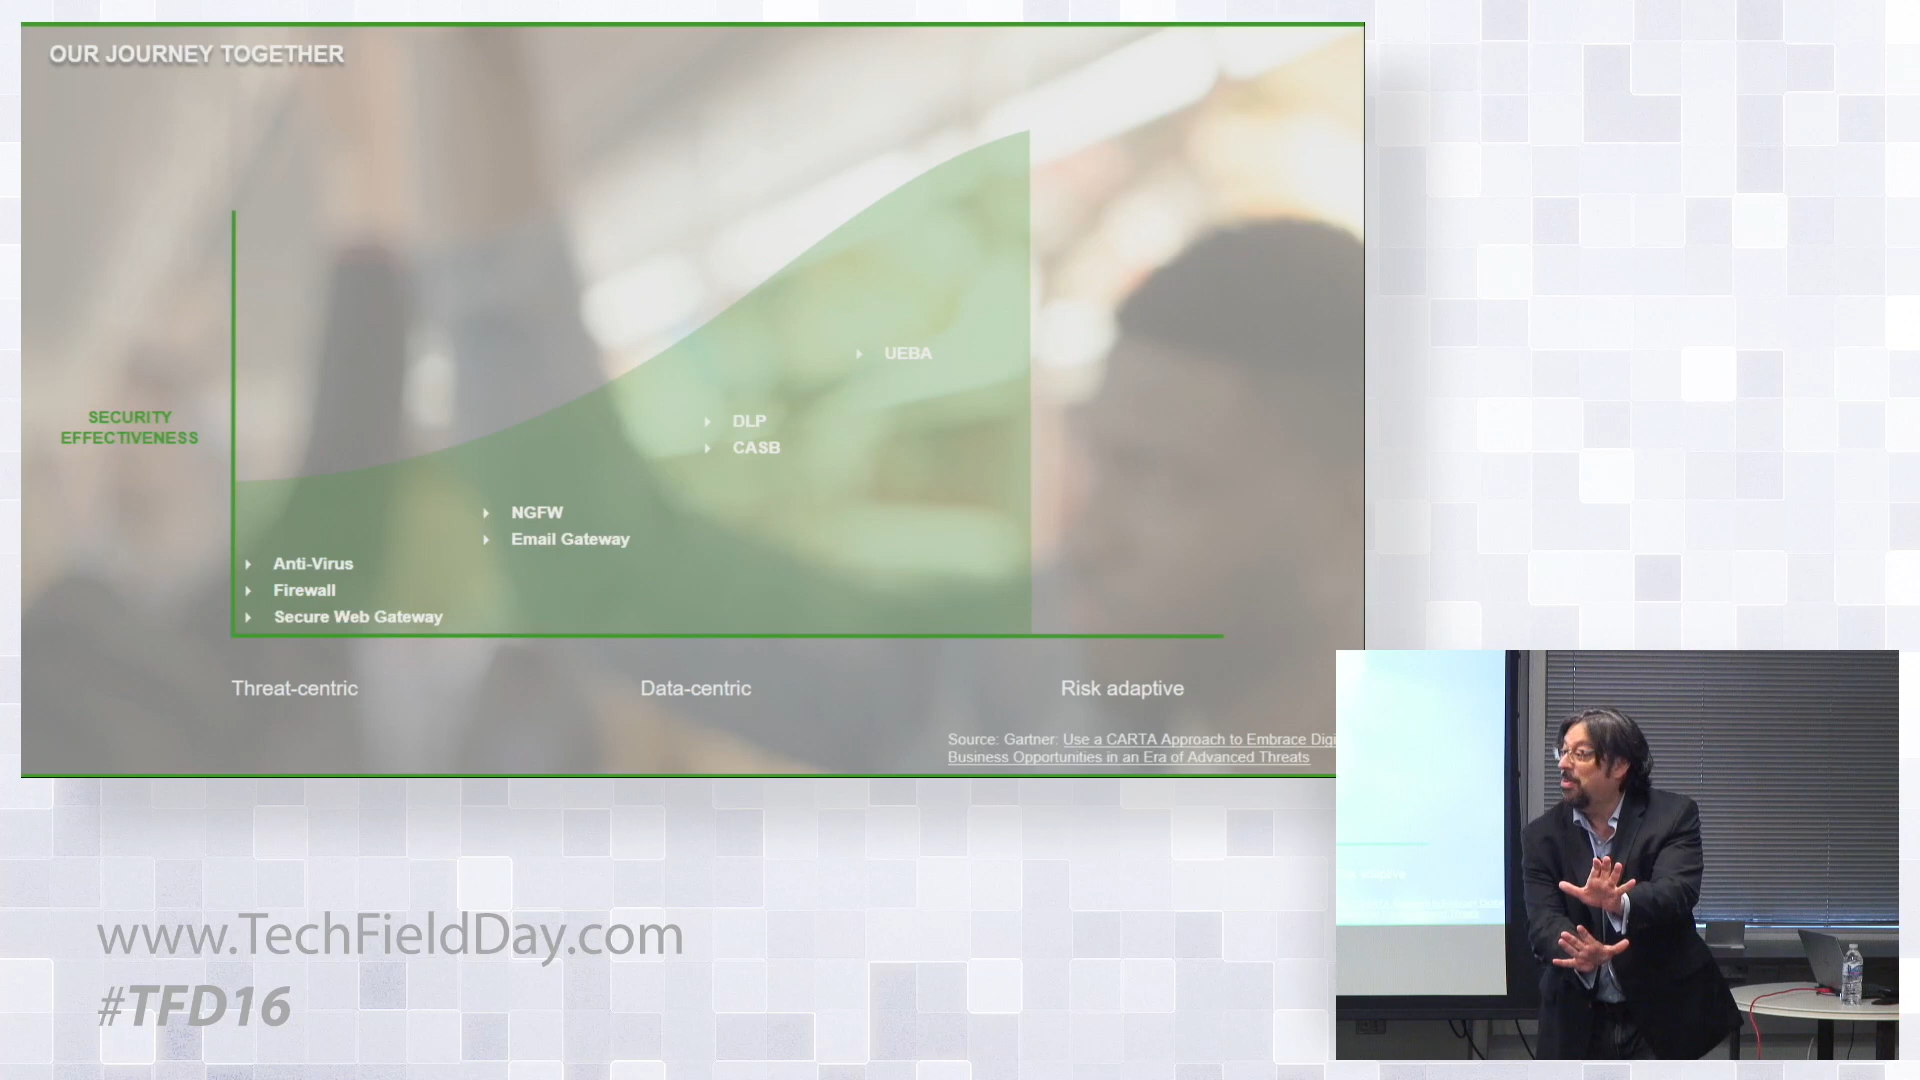 OUR JOURNEY TOGETHER
SECURITY
EFFECTIVENESS
UEBA
DLP
CASB
NGFW
Email Gateway
Anti-Virus
Firewall
Secure Web Gateway
Threat-centric
Data-centric
Risk adaptive
Source: Gartner: Use a CARTA Approach to Embrace Digi
Business Opportunities in an Era of Advanced Threats
www.TechFieldDay.com
#TFD16